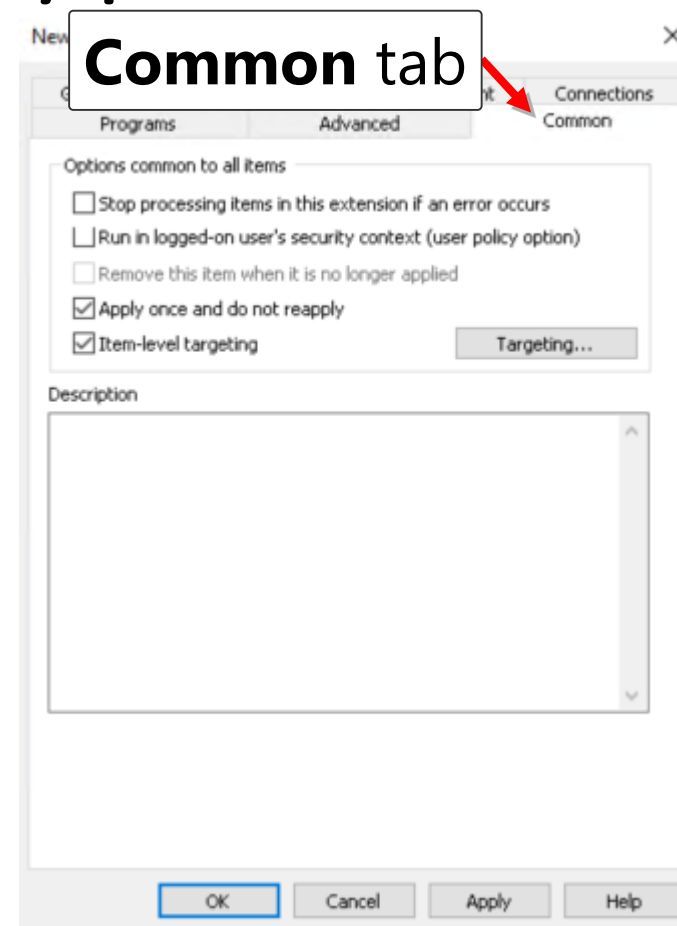 New
Common tab
Connections
Programs
Advanced
Common
Options common to all items
Stop processing items in this extension if an error occurs
Run in logged-on user's security context (user policy option)
Remove this item when it is no longer applied
Apply once and do not reapply
Item-level targeting
Targeting...
Description
OK
Cancel
Apply
Help